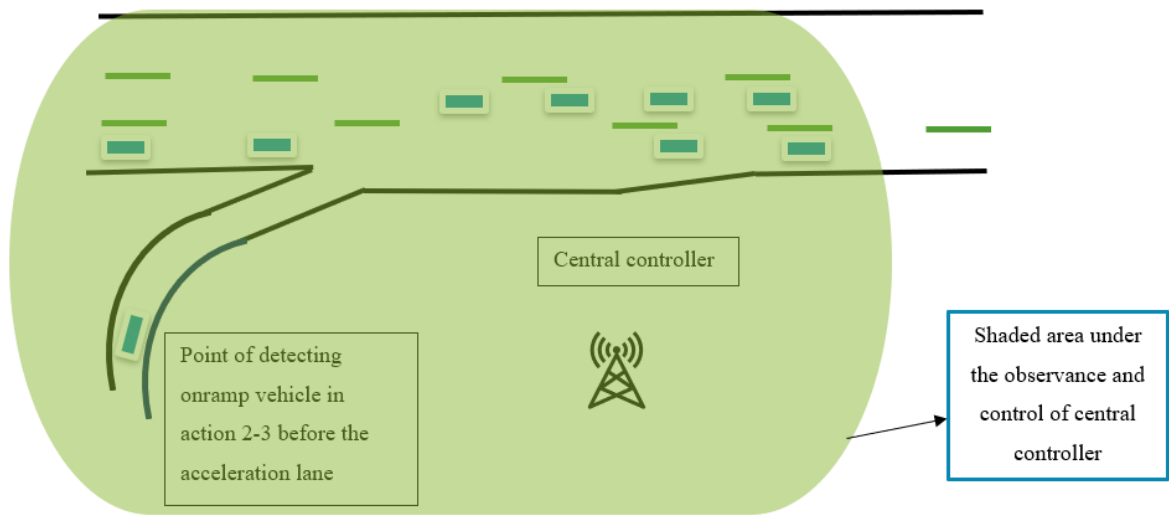 Central controller
Point of detecting
onramp vehicle in
action 2-3 before the
acceleration lane
Shaded area under
the observance and
control of central
controller